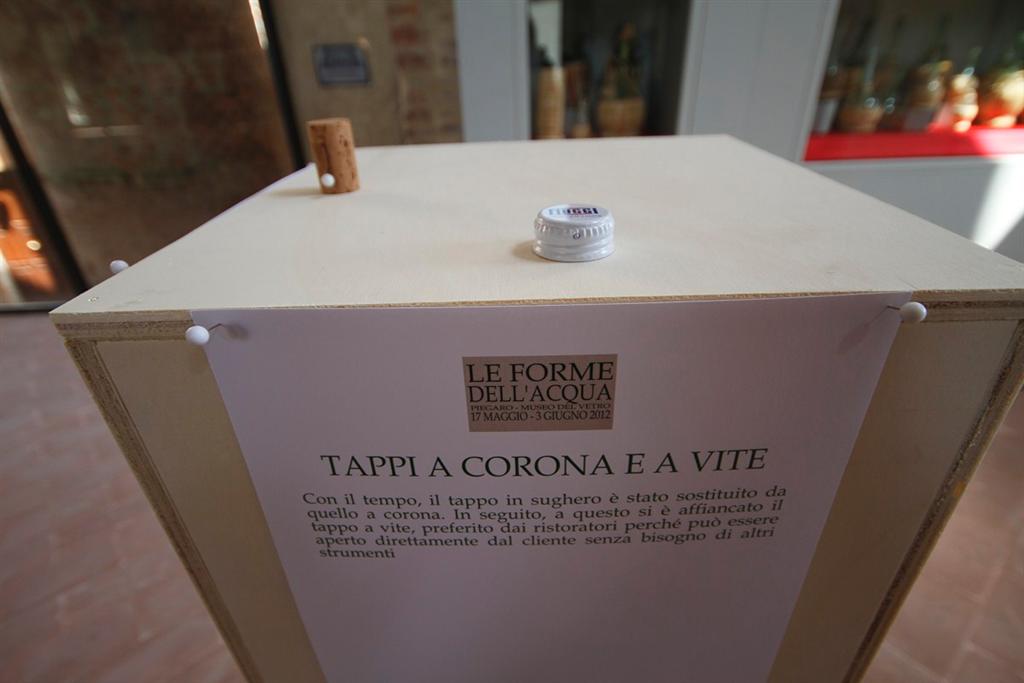 LE FORME
DELL'ACQUA
PIEGARO - MUSEO DEL VETRO
17 MAGGIO - 3 GIUGNO 2012
TAPPI A CORONA E A VITE
Con il tempo, il tappo in sughero è stato sostituito da
quello a corona. In seguito, a questo si è affiancato il
tappo a vite, preferito dai ristoratori perché può essere
aperto direttamente dal cliente senza bisogno di altri
strumenti